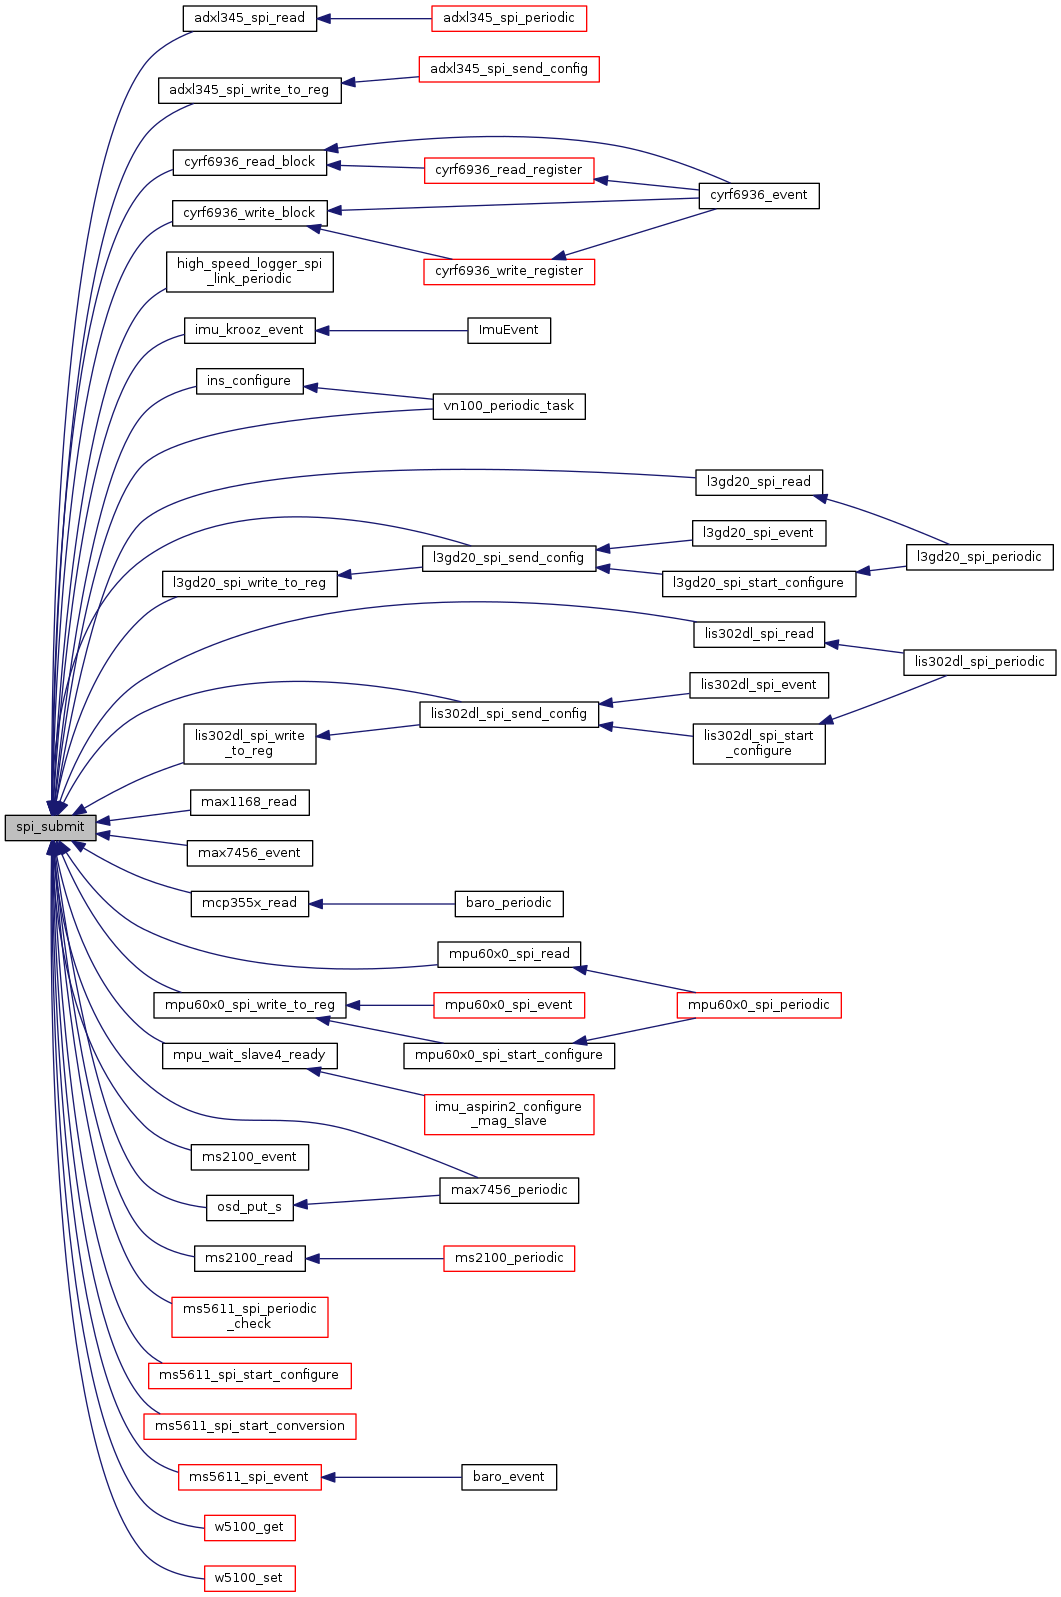 adxl345_spi_read
adxl345_spi_periodic
adxl345_spi_send_config
adxl345_spi_write_to_reg
cyrf6936_read_block
cyrf6936_read_register
cyrf6936_event
cyrf6936_write_block
cyrf6936_write_register
high_speed_logger_spi
_link_periodic
imu_krooz_event
ImuEvent
ins_configure
vn100_periodic_task
l3gd20_spi_read
l3gd20_spi_event
l3gd20_spi_send_config
l3gd20_spi_periodic
l3gd20_spi_write_to_reg
l3gd20_spi_start_configure
lis302dl_spi_read
lis302dl_spi_periodic
lis302dl_spi_event
lis302dl_spi_send_config
lis302dl_spi_write
_to_reg
lis302dl_spi_start
_configure
max1168_read
spi_submit
max7456_event
mcp355x_read
baro_periodic
mpu60x0_spi_read
mpu60x0_spi_write_to_reg
mpu60x0_spi_event
mpu60x0_spi_periodic
mpu_wait_slave4_ready
mpu60x0_spi_start_configure
imu_aspirin2_configure
_mag_slave
ms2100_event
max7456_periodic
osd_put_s
ms2100_read
ms2100_periodic
ms5611_spi_periodic
_check
ms5611_spi_start_configure
ms5611_spi_start_conversion
ms5611_spi_event
baro_event
w5100_get
w5100_set